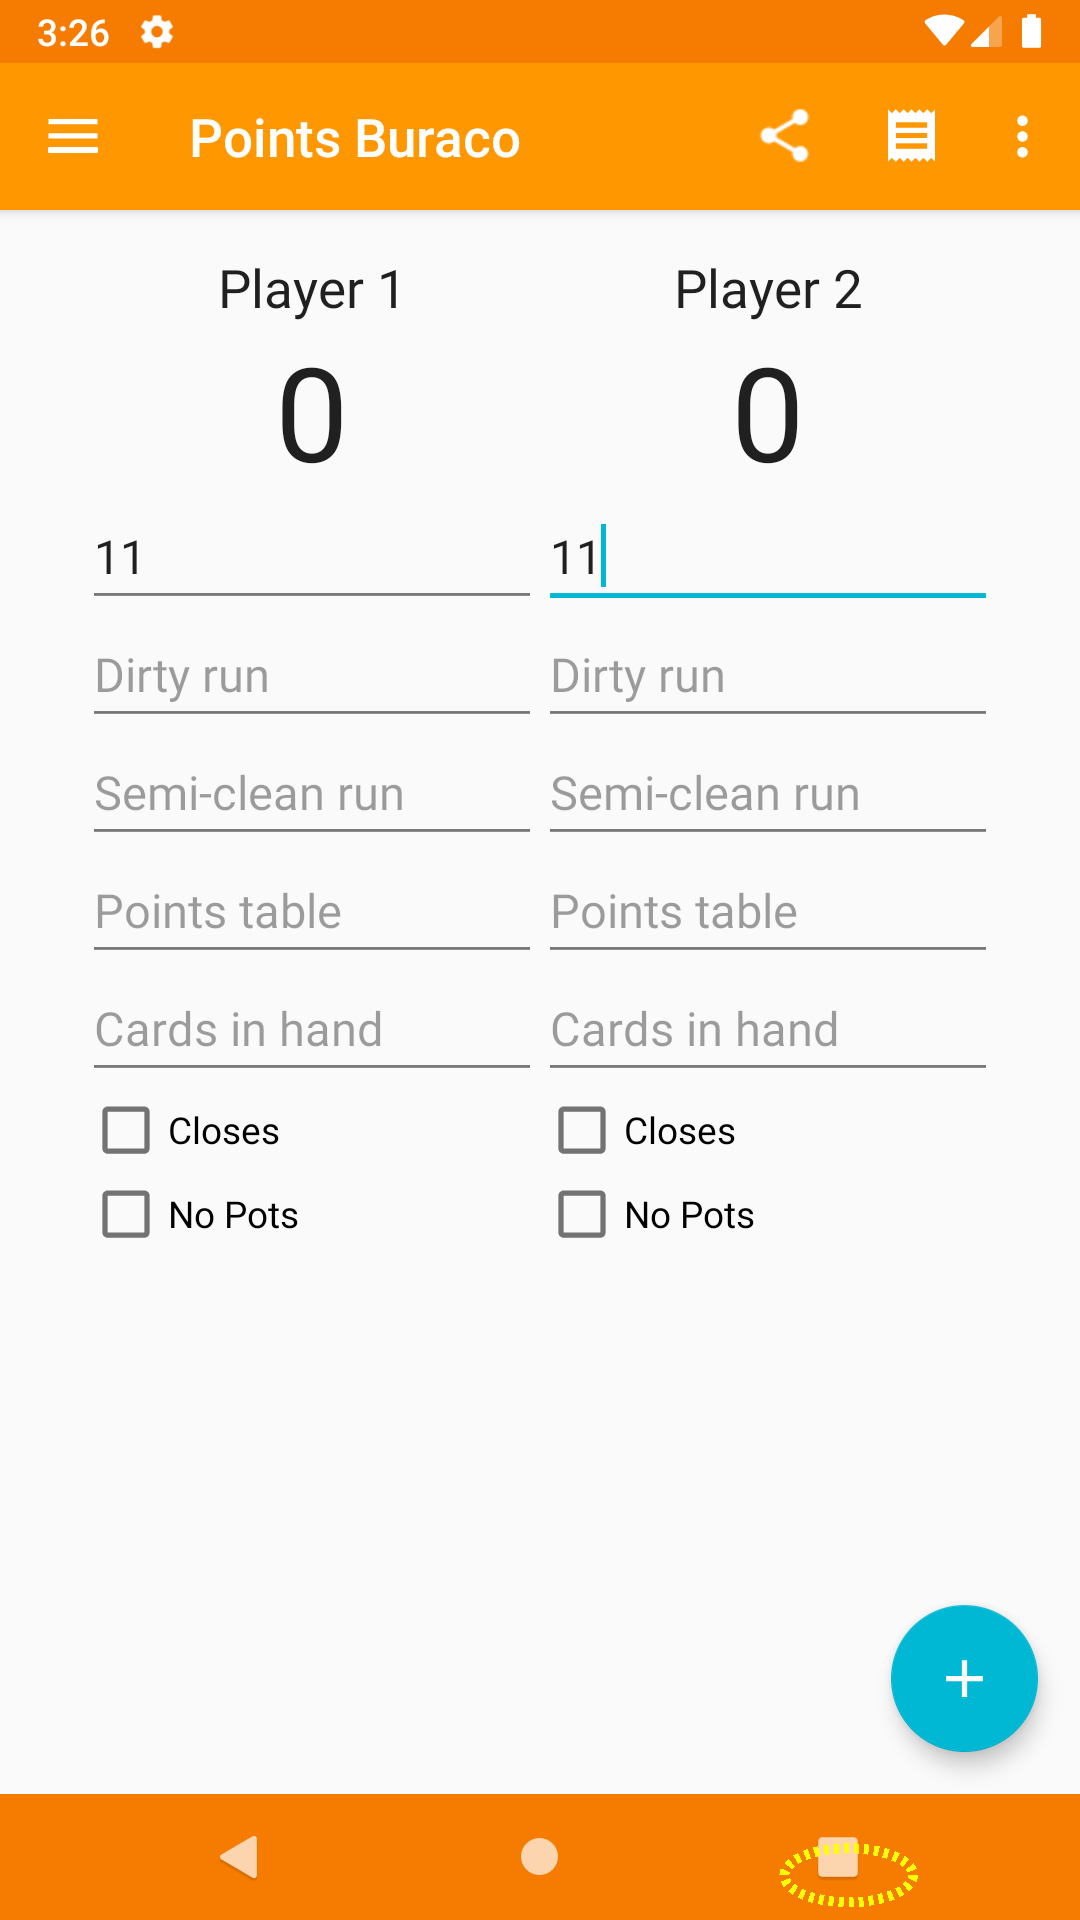 3:26
Points Buraco
Player 1 Player 2
0 0
11 11
Dirty run Dirty run
Semi-clean run Semi-clean run
Points table Points table
Cards in hand Cards in hand
Closes Closes
No Pots No Pots